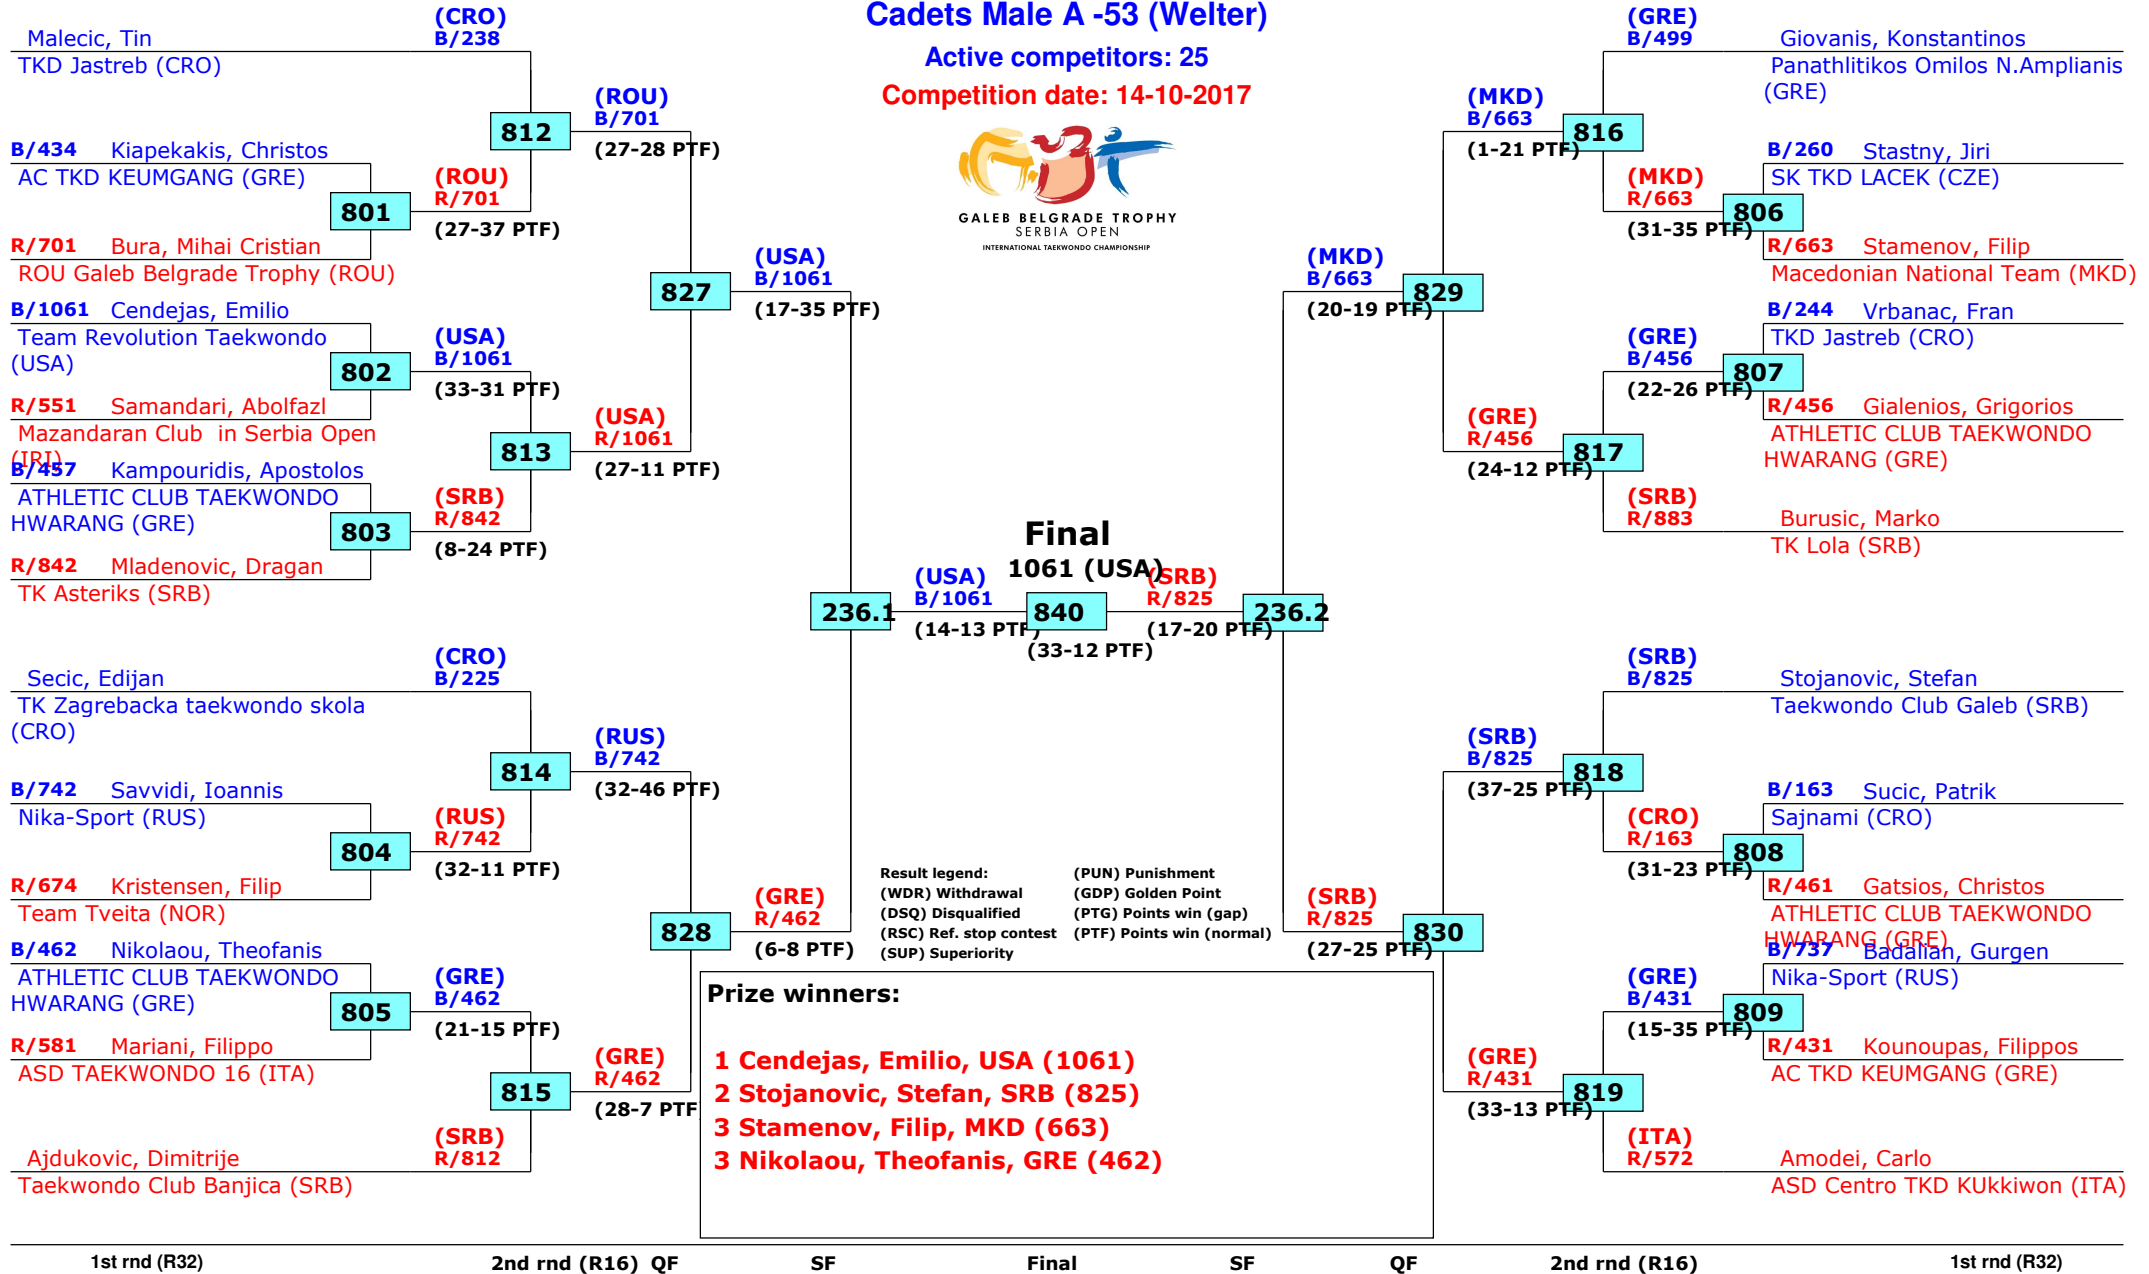 Cadets Male A -53 (Welter)
Active competitors: 25
Competition date: 14-10-2017
GALEB BELGRADE TROPHY
SERBIA OPEN
INTERNATIONAL TAEKWONDO CHAMPIONSHIP
Malecic, Tin
TKD Jastreb (CRO)
(CRO)
B/238
B/434 Kiapekakis, Christos
AC TKD KEUMGANG (GRE)
801
R/701 Bura, Mihai Cristian
ROU Galeb Belgrade Trophy (ROU)
(ROU)
R/701
(27-37 PTF)
812
(ROU)
B/701
(27-28 PTF)
B/1061 Cendejas, Emilio
Team Revolution Taekwondo
(USA)
802
R/551 Samandari, Abolfazl
Mazandaran Club in Serbia Open
(IRI)
(USA)
B/1061
(33-31 PTF)
B/457 Kampouridis, Apostolos
ATHLETIC CLUB TAEKWONDO
HWARANG (GRE)
803
R/842 Mladenovic, Dragan
TK Asteriks (SRB)
(SRB)
R/842
(8-24 PTF)
813
(USA)
R/1061
(27-11 PTF)
827
(USA)
B/1061
(17-35 PTF)
Secic, Edijan
TK Zagrebacka taekwondo skola
(CRO)
(CRO)
B/225
B/742 Savvidi, Ioannis
Nika-Sport (RUS)
804
R/674 Kristensen, Filip
Team Tveita (NOR)
(RUS)
R/742
(32-11 PTF)
814
(RUS)
B/742
(32-46 PTF)
B/462 Nikolaou, Theofanis
ATHLETIC CLUB TAEKWONDO
HWARANG (GRE)
805
R/581 Mariani, Filippo
ASD TAEKWONDO 16 (ITA)
(GRE)
B/462
(21-15 PTF)
Ajdukovic, Dimitrije
Taekwondo Club Banjica (SRB)
(SRB)
R/812
815
(GRE)
R/462
(28-7 PTF
828
(GRE)
R/462
(6-8 PTF)
236.1
(USA)
B/1061
(14-13 PTF)
Final
1061 (USA)
840
(33-12 PTF)
(SRB)
R/825
(17-20 PTF)
236.2
(GRE)
B/499
Giovanis, Konstantinos
Panathlitikos Omilos N.Amplianis
(GRE)
B/260 Stastny, Jiri
SK TKD LACEK (CZE)
806
R/663 Stamenov, Filip
Macedonian National Team (MKD)
(MKD)
R/663
(31-35 PTF)
816
(MKD)
B/663
(1-21 PTF)
B/244 Vrbanac, Fran
TKD Jastreb (CRO)
807
R/456 Gialenios, Grigorios
ATHLETIC CLUB TAEKWONDO
HWARANG (GRE)
(GRE)
B/456
(22-26 PTF)
(SRB)
R/883
Burusic, Marko
TK Lola (SRB)
817
(GRE)
R/456
(24-12 PTF)
829
(MKD)
B/663
(20-19 PTF)
(SRB)
B/825
Stojanovic, Stefan
Taekwondo Club Galeb (SRB)
B/163 Sucic, Patrik
Sajnami (CRO)
808
R/461 Gatsios, Christos
ATHLETIC CLUB TAEKWONDO
HWARANG (GRE)
(CRO)
R/163
(31-23 PTF)
818
(SRB)
B/825
(37-25 PTF)
B/737 Badalian, Gurgen
Nika-Sport (RUS)
809
R/431 Kounoupas, Filippos
AC TKD KEUMGANG (GRE)
(GRE)
B/431
(15-35 PTF)
(ITA)
R/572
Amodei, Carlo
ASD Centro TKD KUkkiwon (ITA)
819
(GRE)
R/431
(33-13 PTF)
830
(SRB)
R/825
(27-25 PTF)
Result legend:
(WDR) Withdrawal
(DSQ) Disqualified
(RSC) Ref. stop contest
(SUP) Superiority
(PUN) Punishment
(GDP) Golden Point
(PTG) Points win (gap)
(PTF) Points win (normal)
Prize winners:
1 Cendejas, Emilio, USA (1061)
2 Stojanovic, Stefan, SRB (825)
3 Stamenov, Filip, MKD (663)
3 Nikolaou, Theofanis, GRE (462)
1st rnd (R32) 2nd rnd (R16) QF SF Final SF QF 2nd rnd (R16) 1st rnd (R32)